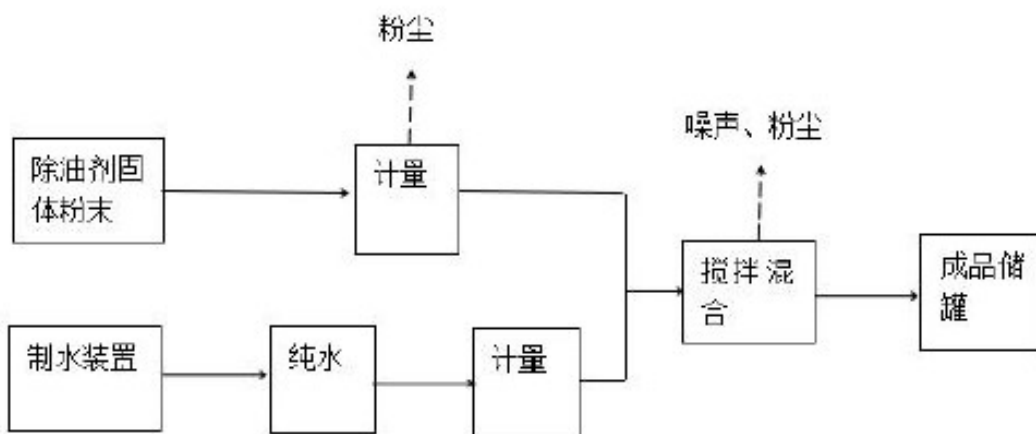 粉尘
噪声、粉尘
除油剂固
体粉末
计量
搅拌混
合
成品储
罐
制水装置
纯水
计量